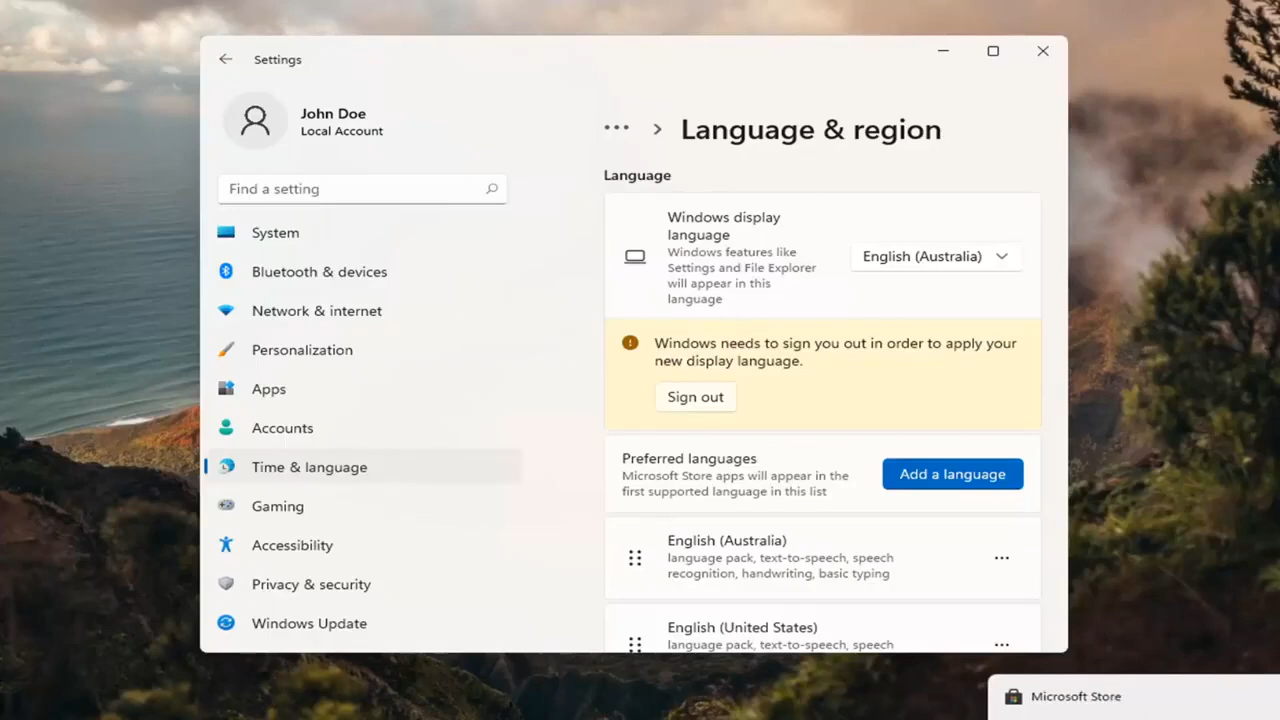 Settings
John Doe
Local Account
Find a setting
System
Bluetooth & devices
Network & internet
Personalization
Apps
Accounts
Time & language
Gaming
Accessibility
Privacy & security
Windows Update
Language & region
Language
Windows display
language
Windows features like
Settings and File Explorer
will appear in this
language
English (Australia)
Windows needs to sign you out in order to apply your
new display language.
Sign out
Preferred languages
Microsoft Store apps will appear in the
first supported language in this list
Add a language
English (Australia)
language pack, text-to-speech, speech
recognition, handwriting, basic typing
English (United States)
language pack, text-to-speech, speech
Microsoft Store